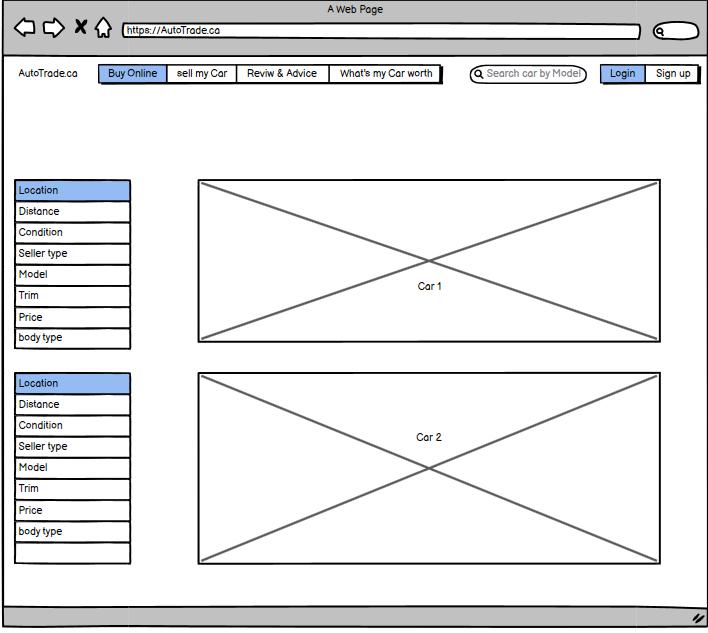 A Web Page
https://AutoTrade.ca
AutoTrade.ca Buy Online sell my Car Reviw & Advice What's my Car worth Search car by Model Login Sign up
Location
Distance
Condition
Seller type
Model
Trim
Price
body type
Car 1
Location
Distance
Condition
Seller type
Model
Trim
Price
body type
Car 2